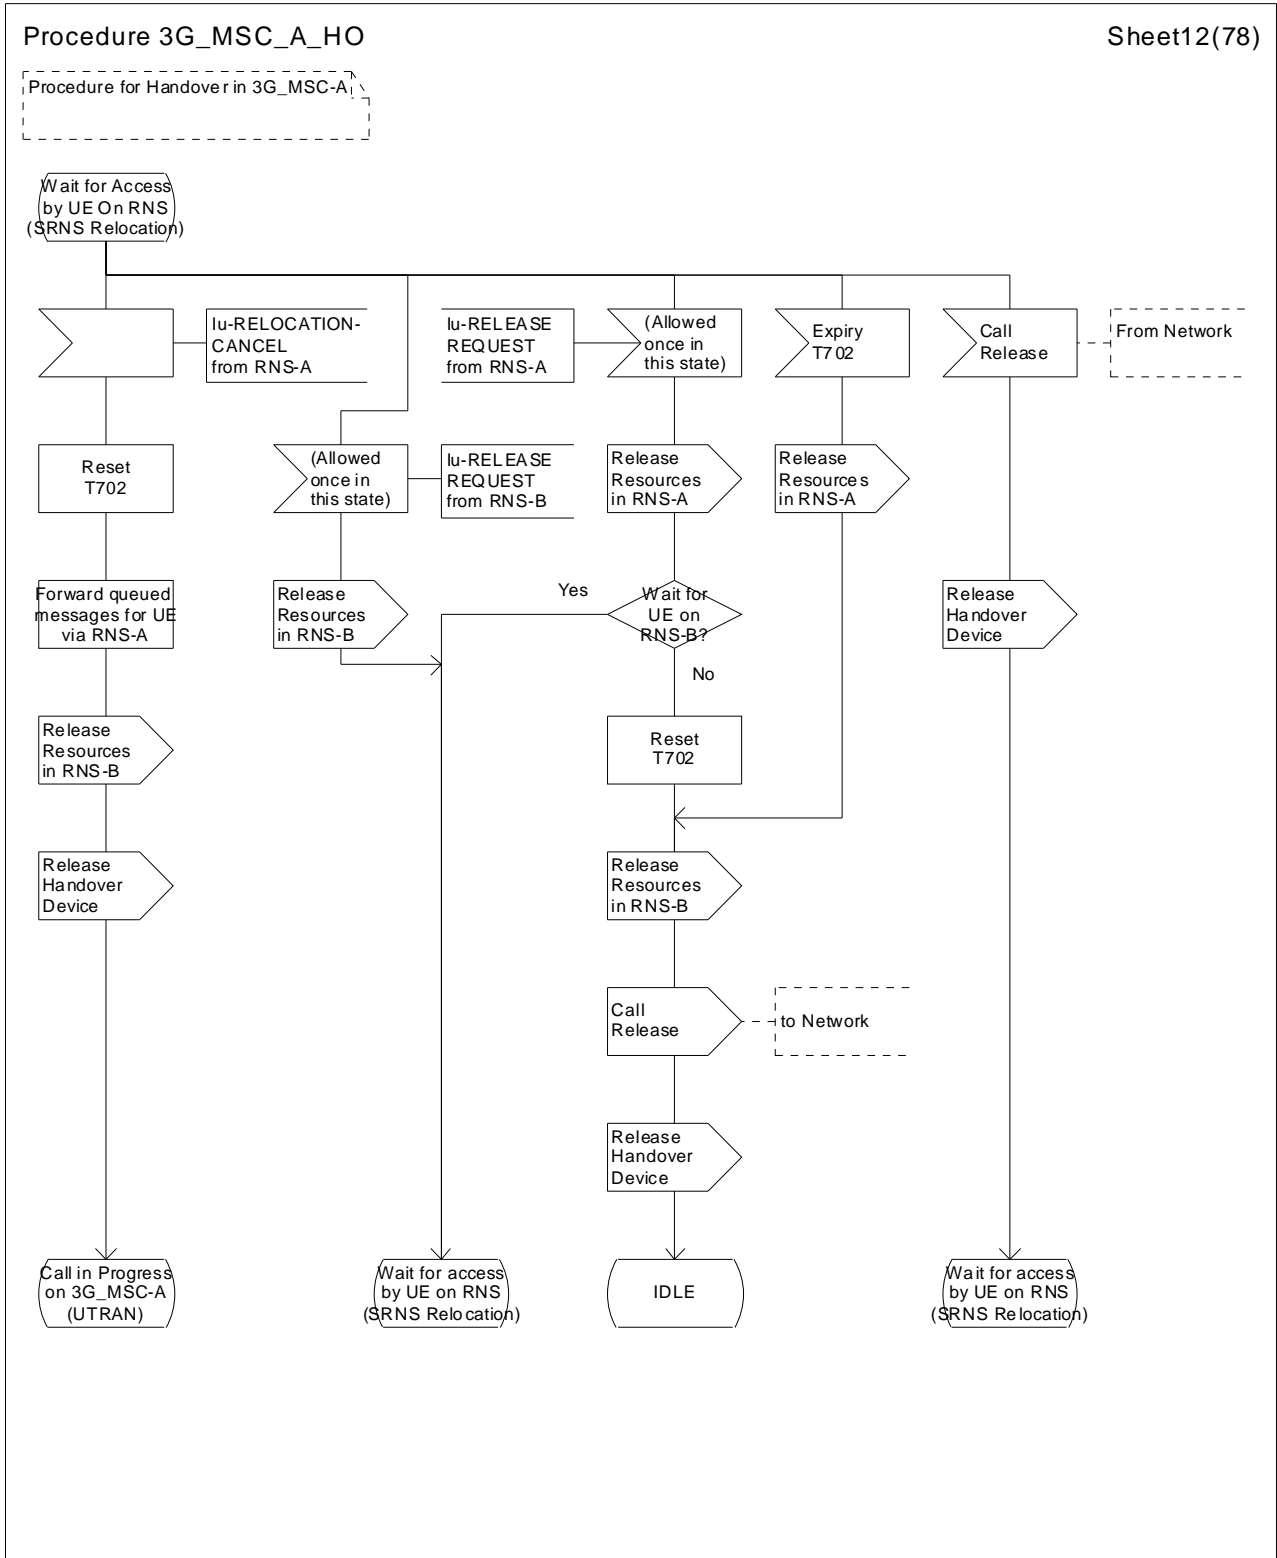 Procedure 3G_MSC_A_HO
Sheet12(78)
Procedure for Handover in 3G_MSC-A
Wait for Access
by UE On RNS
(SRNS Relocation)
Iu-RELOCATION-
CANCEL
from RNS-A
Iu-RELEASE
REQUEST
from RNS-A
(Allowed
once in
this state)
Expiry
T702
Call
Release
From Network
Reset
T702
(Allowed
once in
this state)
Iu-RELEASE
REQUEST
from RNS-B
Release
Resources
in RNS-A
Release
Resources
in RNS-A
Forward queued
messages for UE
via RNS-A
Release
Resources
in RNS-B
Yes
Wait for
UE on
RNS-B?
No
Release
Handover
Device
Release
Resources
in RNS-B
Reset
T702
Release
Handover
Device
Release
Resources
in RNS-B
Call
Release
to Network
Release
Handover
Device
Call in Progress
on 3G_MSC-A
(UTRAN)
Wait for access
by UE on RNS
(SRNS Relocation)
IDLE
Wait for access
by UE on RNS
(SRNS Relocation)